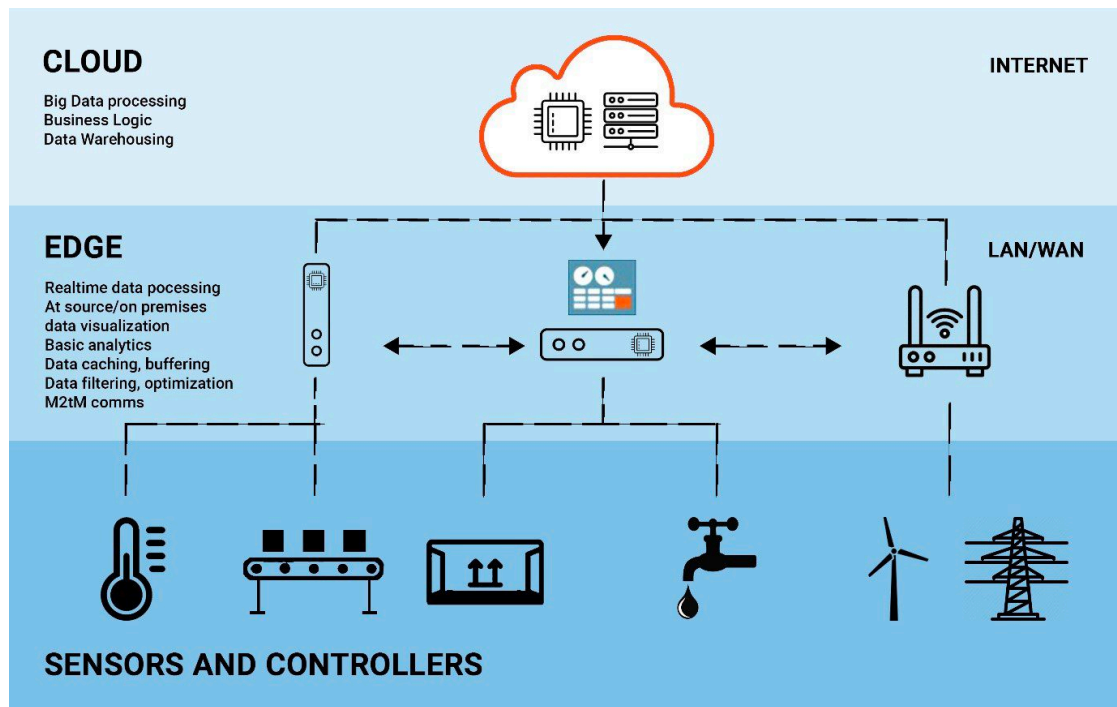 CLOUD
INTERNET
Big Data processing
Business Logic
Data Warehousing
EDGE
LAN/WAN
Realtime data pocessing
At source/on premises
data visualization
Basic analytics
Data caching, buffering
Data filtering, optimization
M2tM comms
SENSORS AND CONTROLLERS